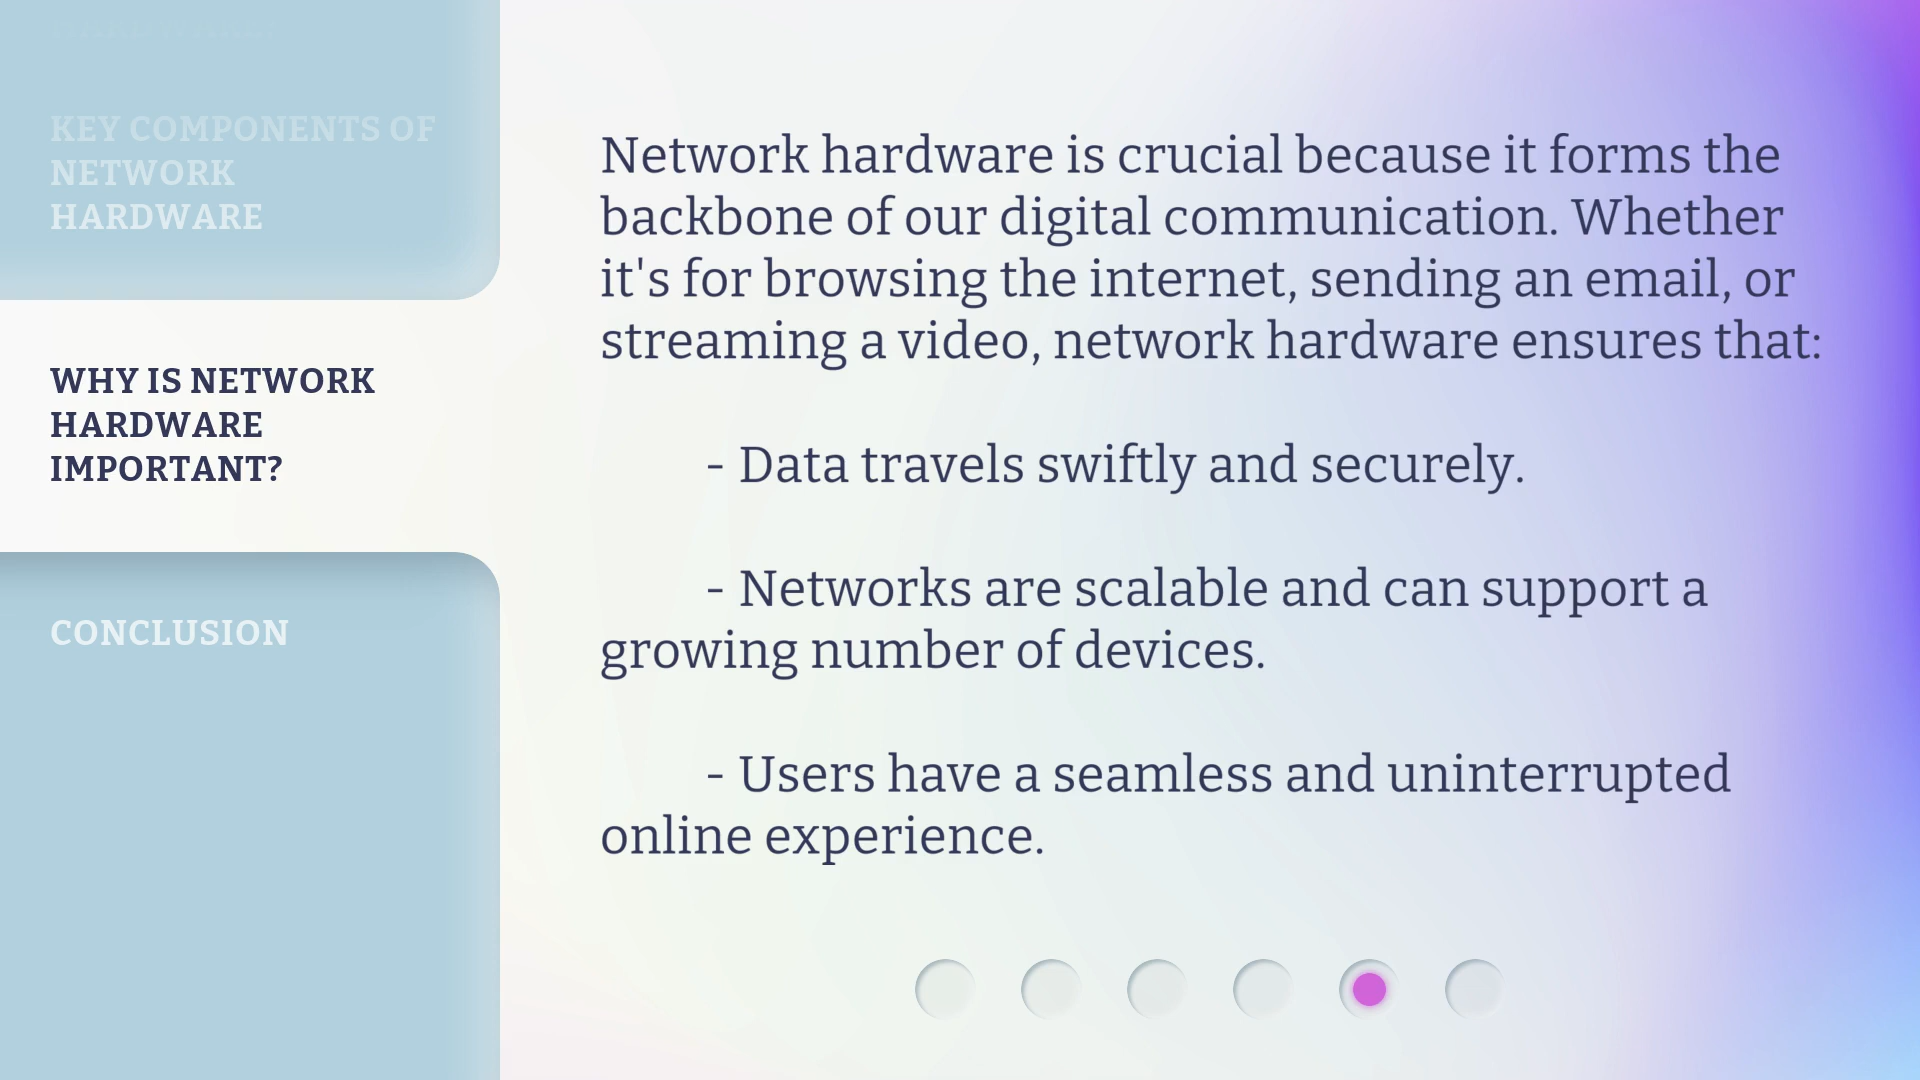 KEY COMPONENTS OF
NETWORK
HARDWARE
WHY IS NETWORK
HARDWARE
IMPORTANT?
CONCLUSION
Network hardware is crucial because it forms the
backbone of our digital communication. Whether
it's for browsing the internet, sending an email, or
streaming a video, network hardware ensures that:
- Data travels swiftly and securely.
- Networks are scalable and can support a
growing number of devices.
- Users have a seamless and uninterrupted
online experience.